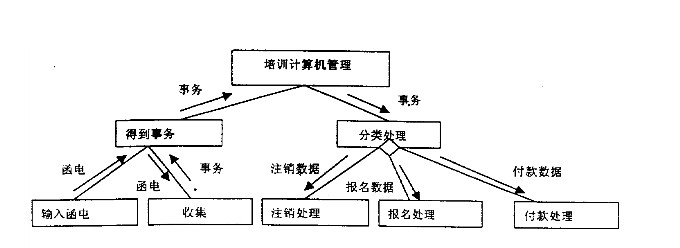 培训计算机管理
事务
事务
得到事务
分类处理
函电
函电
事务
注销数据
报名数据
付款数据
输入函电
收集
注销处理
报名处理
付款处理